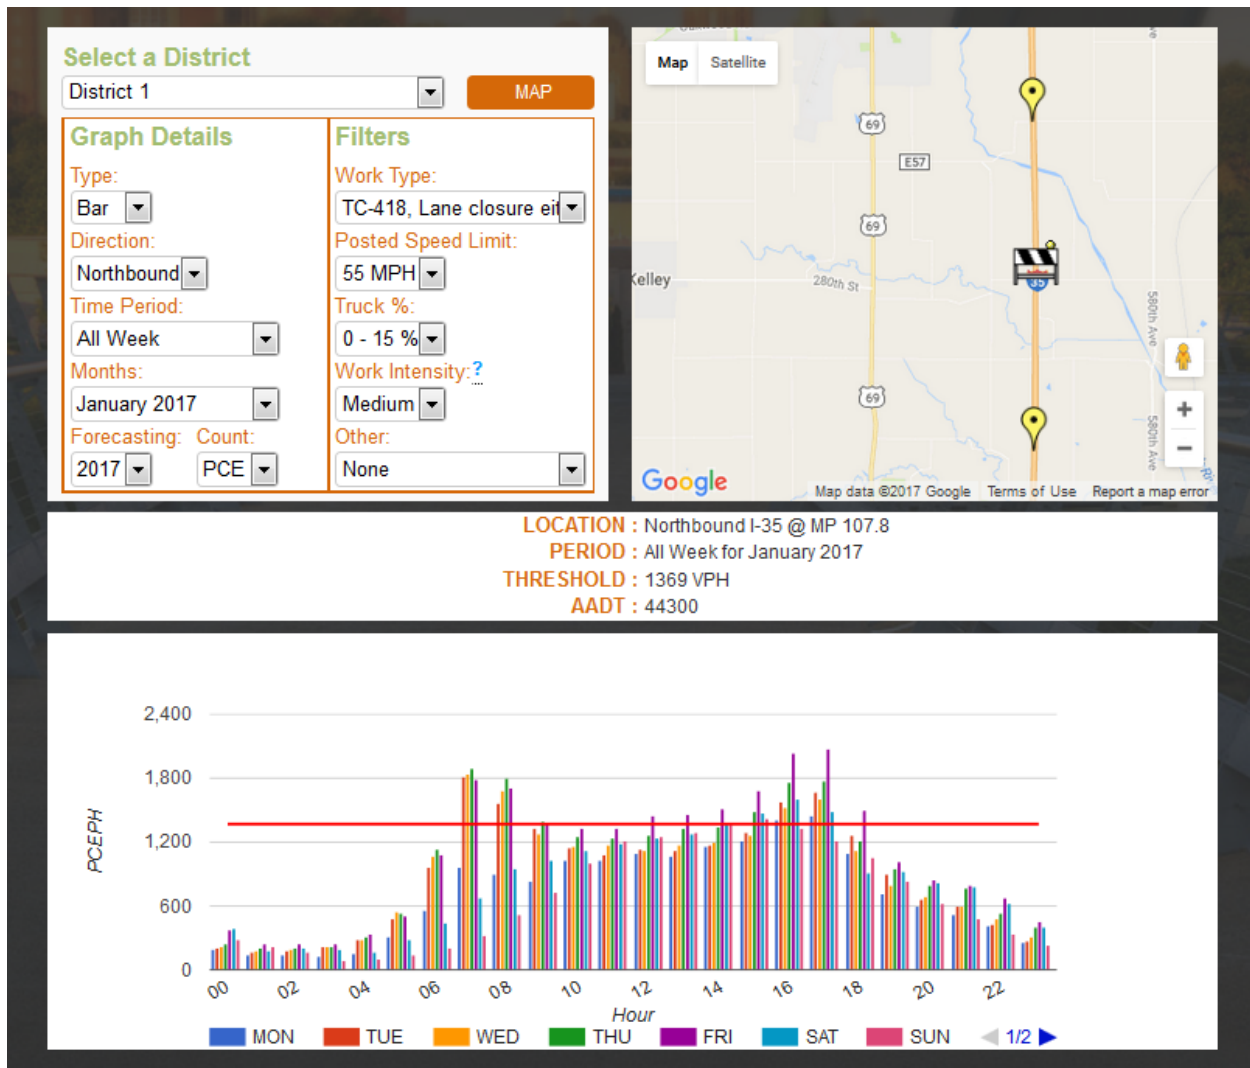 Select a District
District 1
MAP
Graph Details
Type:
Bar
Direction:
Northbound
Time Period:
All Week
Months:
January 2017
Forecasting: Count:
2017 PCE
Filters
Work Type:
TC-418, Lane closure eit
Posted Speed Limit:
55 MPH
Truck %:
0 - 15 %
Work Intensity:?
Medium
Other:
None
Map Satellite
69
E57
69
Kelley
280th St
35
580th Ave
69
580th Ave
+
−
Google
Map data ©2017 Google Terms of Use Report a map error
LOCATION : Northbound I-35 @ MP 107.8
PERIOD : All Week for January 2017
THRESHOLD : 1369 VPH
AADT : 44300
2,400
1,800
1,200
600
0
PCEPH
00 02 04 06 08 10 12 14 16 18 20 22
Hour
MON TUE WED THU FRI SAT SUN 1/2